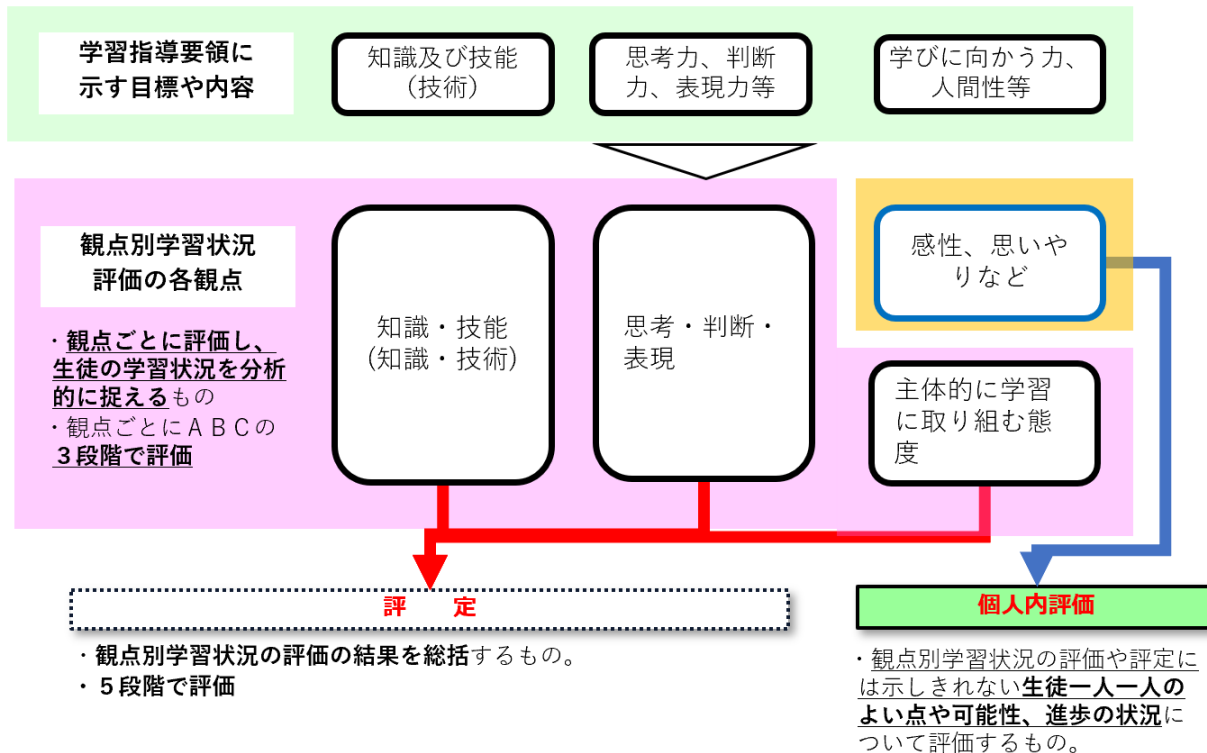 学習指導要領に
示す目標や内容
知識及び技能
(技術)
思考力、判断
力、表現力等
学びに向かう力、
人間性等
観点別学習状況
評価の各観点
・観点ごとに評価し、
生徒の学習状況を分析
的に捉えるもの
・観点ごとにＡＢＣの
３段階で評価
知識・技能
(知識・技術)
思考・判断・
表現
感性、思いや
りなど
主体的に学習
に取り組む態
度
評　定
・観点別学習状況の評価の結果を総括するもの。
・５段階で評価
個人内評価
・観点別学習状況の評価や評定に
は示しきれない生徒一人一人の
よい点や可能性、進歩の状況に
ついて評価するもの。